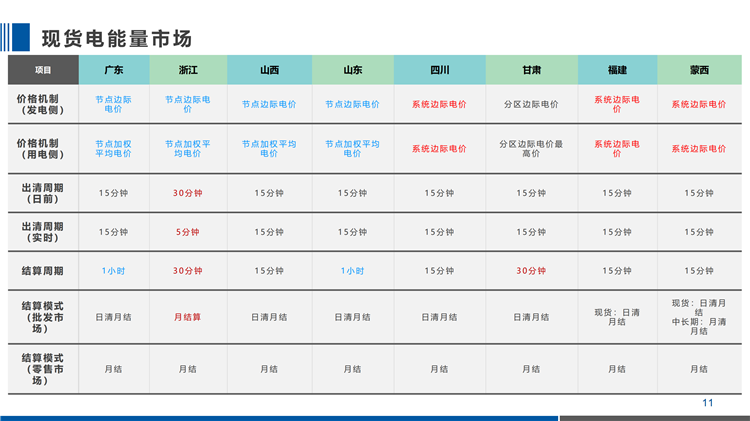 现货电能量市场
项目 广东 浙江 山西 山东 四川 甘肃 福建 蒙西
价格机制
（发电侧）
节点边际
电价
节点边际电
价
节点边际电价
节点边际电价
系统边际电价
分区边际电价
系统边际电
价
系统边际电价
价格机制
（用电侧）
节点加权
平均电价
节点加权平
均电价
节点加权平均
电价
节点加权平均
电价
系统边际电价
分区边际电价最
高价
系统边际电
价
系统边际电价
出清周期
（日前）
15分钟 30分钟 15分钟 15分钟 15分钟 15分钟 15分钟 15分钟
出清周期
（实时）
15分钟 5分钟 15分钟 15分钟 15分钟 15分钟 15分钟 15分钟
结算周期 1小时 30分钟 15分钟 1小时 15分钟 30分钟 15分钟 15分钟
结算模式
（批发市
场）
日清月结 月结算 日清月结 日清月结 日清月结 日清月结
现货：日清
月结
现货：日清月
结
中长期：月清
月结
结算模式
（零售市
场）
月结 月结 月结 月结 月结 月结 月结 月结
11